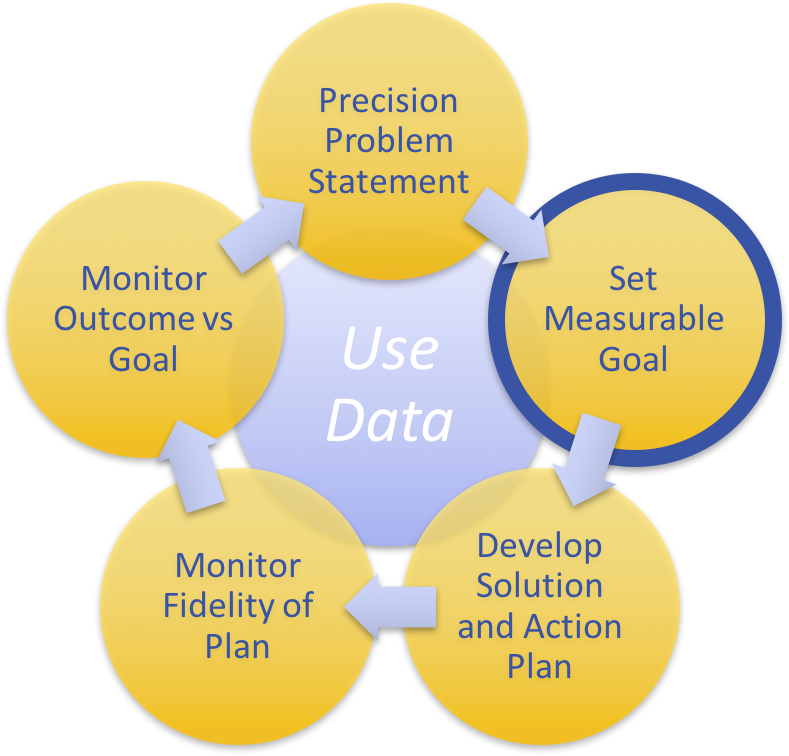 Precision
Problem
Statement
Set
Measurable
Goal
Develop
Solution
and Action
Plan
Monitor
Fidelity of
Plan
Monitor
Outcome vs
Goal
Use
Data